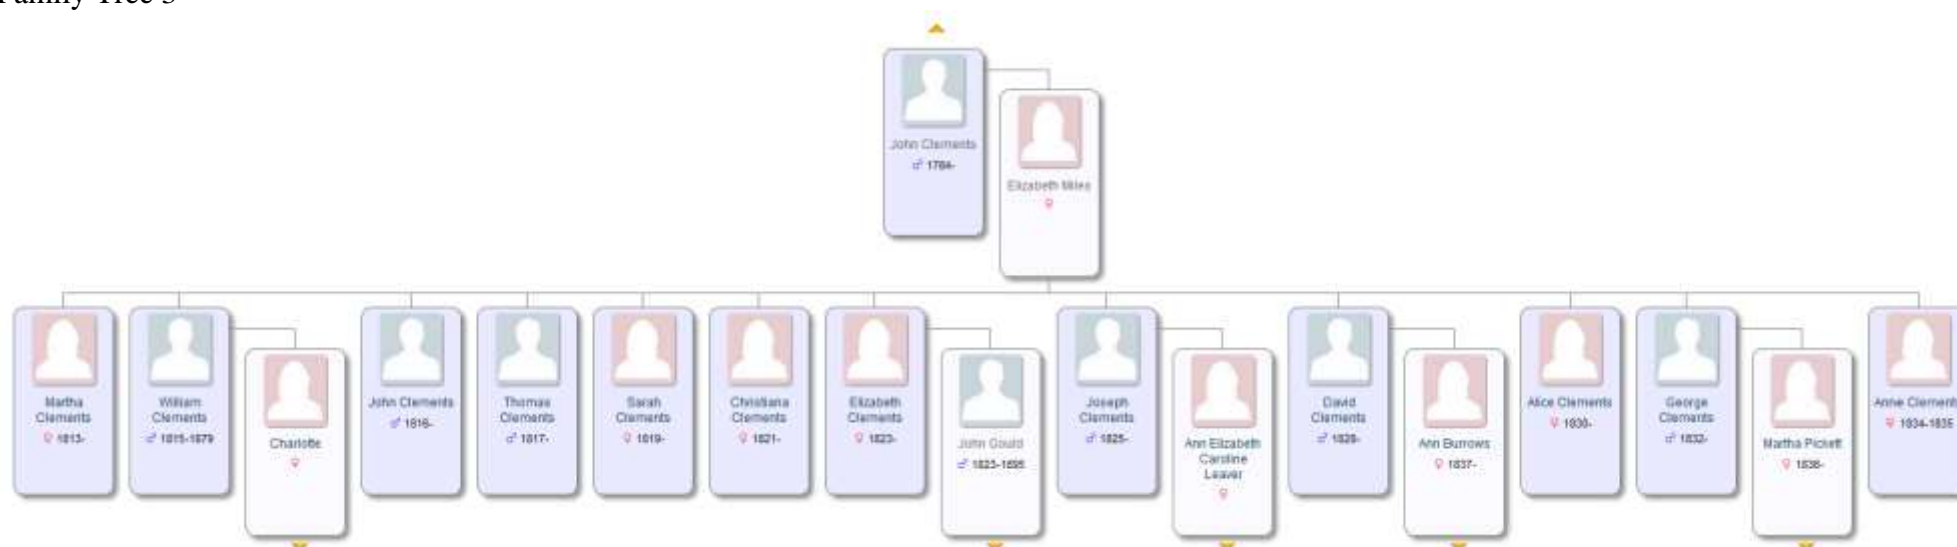 Family Tree 3
John Clements
♂ 1784-
Elizabeth Miles
♀
Martha
Clements
♀ 1813-
William
Clements
♂ 1815-1879
Charlotte
♀
John Clements
♂ 1816-
Thomas
Clements
♂ 1817-
Sarah
Clements
♀ 1819-
Christiana
Clements
♀ 1821-
Elizabeth
Clements
♀ 1823-
John Gould
♂ 1823-1895
Joseph
Clements
♂ 1825-
Ann Elizabeth
Caroline
Leaver
♀
David
Clements
♂ 1828-
Ann Burrows
♀ 1837-
Alice Clements
♀ 1830-
George
Clements
♂ 1832-
Martha Pickett
♀ 1836-
Anne Clement
♀ 1834-1835